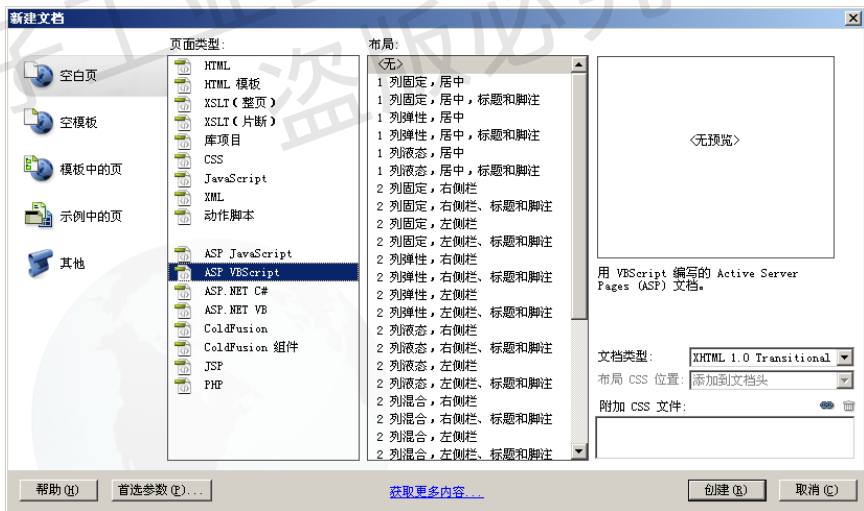 新建文档
空白页
空模板
模板中的页
示例中的页
其他
页面类型:
HTML
HTML 模板
XSLT(整页)
XSLT(片断)
库项目
CSS
JavaScript
XML
动作脚本
ASP JavaScript
ASP VBScript
ASP.NET C#
ASP.NET VB
ColdFusion
ColdFusion 组件
JSP
PHP
布局:
<无>
1 列固定,居中
1 列固定,居中,标题和脚注
1 列弹性,居中
1 列弹性,居中,标题和脚注
1 列液态,居中
1 列液态,居中,标题和脚注
2 列固定,右侧栏
2 列固定,右侧栏、标题和脚注
2 列固定,左侧栏
2 列固定,左侧栏、标题和脚注
2 列弹性,右侧栏
2 列弹性,右侧栏、标题和脚注
2 列弹性,左侧栏
2 列弹性,左侧栏、标题和脚注
2 列液态,右侧栏
2 列液态,右侧栏、标题和脚注
2 列液态,左侧栏
2 列液态,左侧栏、标题和脚注
2 列混合,右侧栏
2 列混合,右侧栏、标题和脚注
2 列混合,左侧栏
2 列混合,左侧栏、标题和脚注
<无预览>
用 VBScript 编写的 Active Server
Pages (ASP) 文档。
文档类型:
XHTML 1.0 Transitional
布局 CSS 位置:
添加到文档头
附加 CSS 文件:
帮助(H)
首选参数(P)...
获取更多内容...
创建(R)
取消(C)
盗版必究